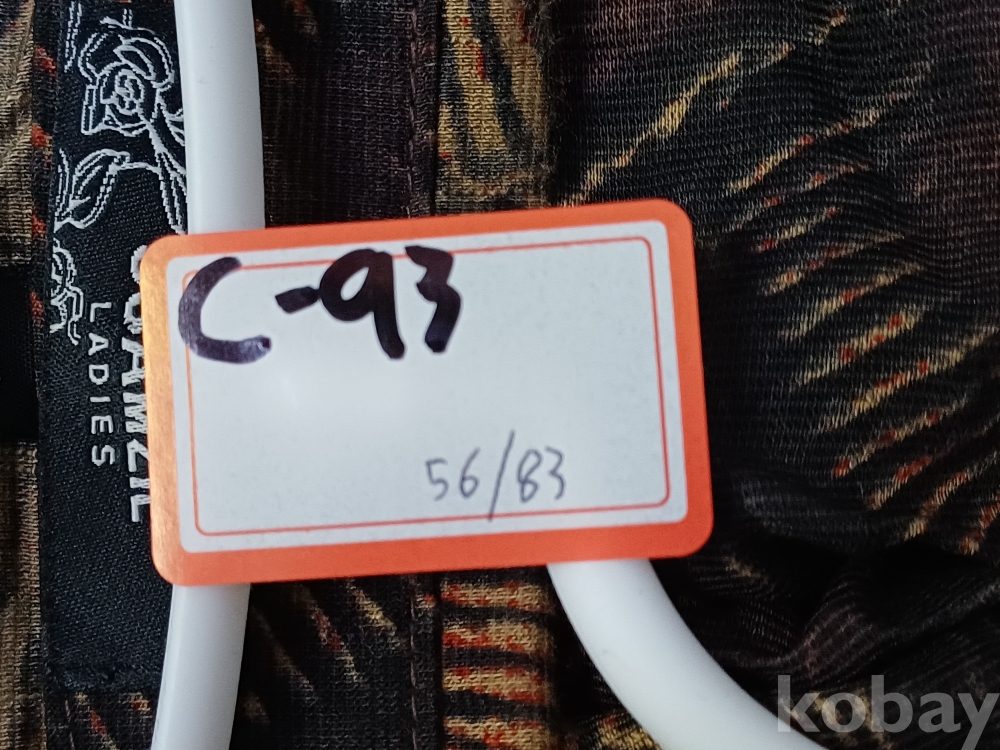 C-93
56/83
LADIES
kobay